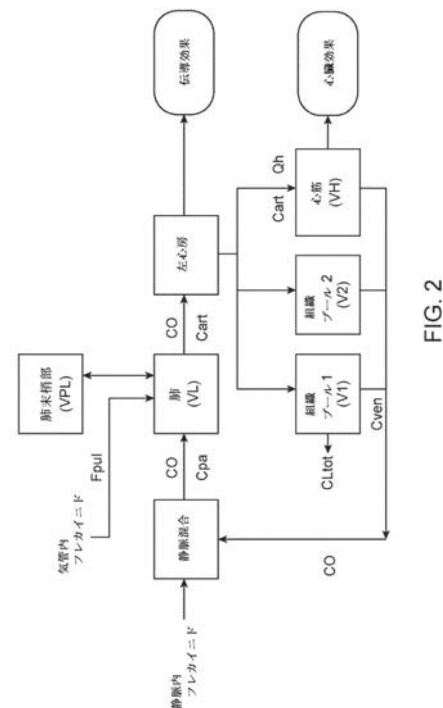 気管内
フレカイニド
Fpul
肺末梢部
(VPL)
静脈内
フレカイニド
静脈混合
CO
Cpa
肺
(VL)
CO
Cart
左心房
伝導効果
CLtot
組織
プール 1
(V1)
組織
プール 2
(V2)
Cart
Qh
心筋
(VH)
心臓効果
Cven
CO
FIG. 2